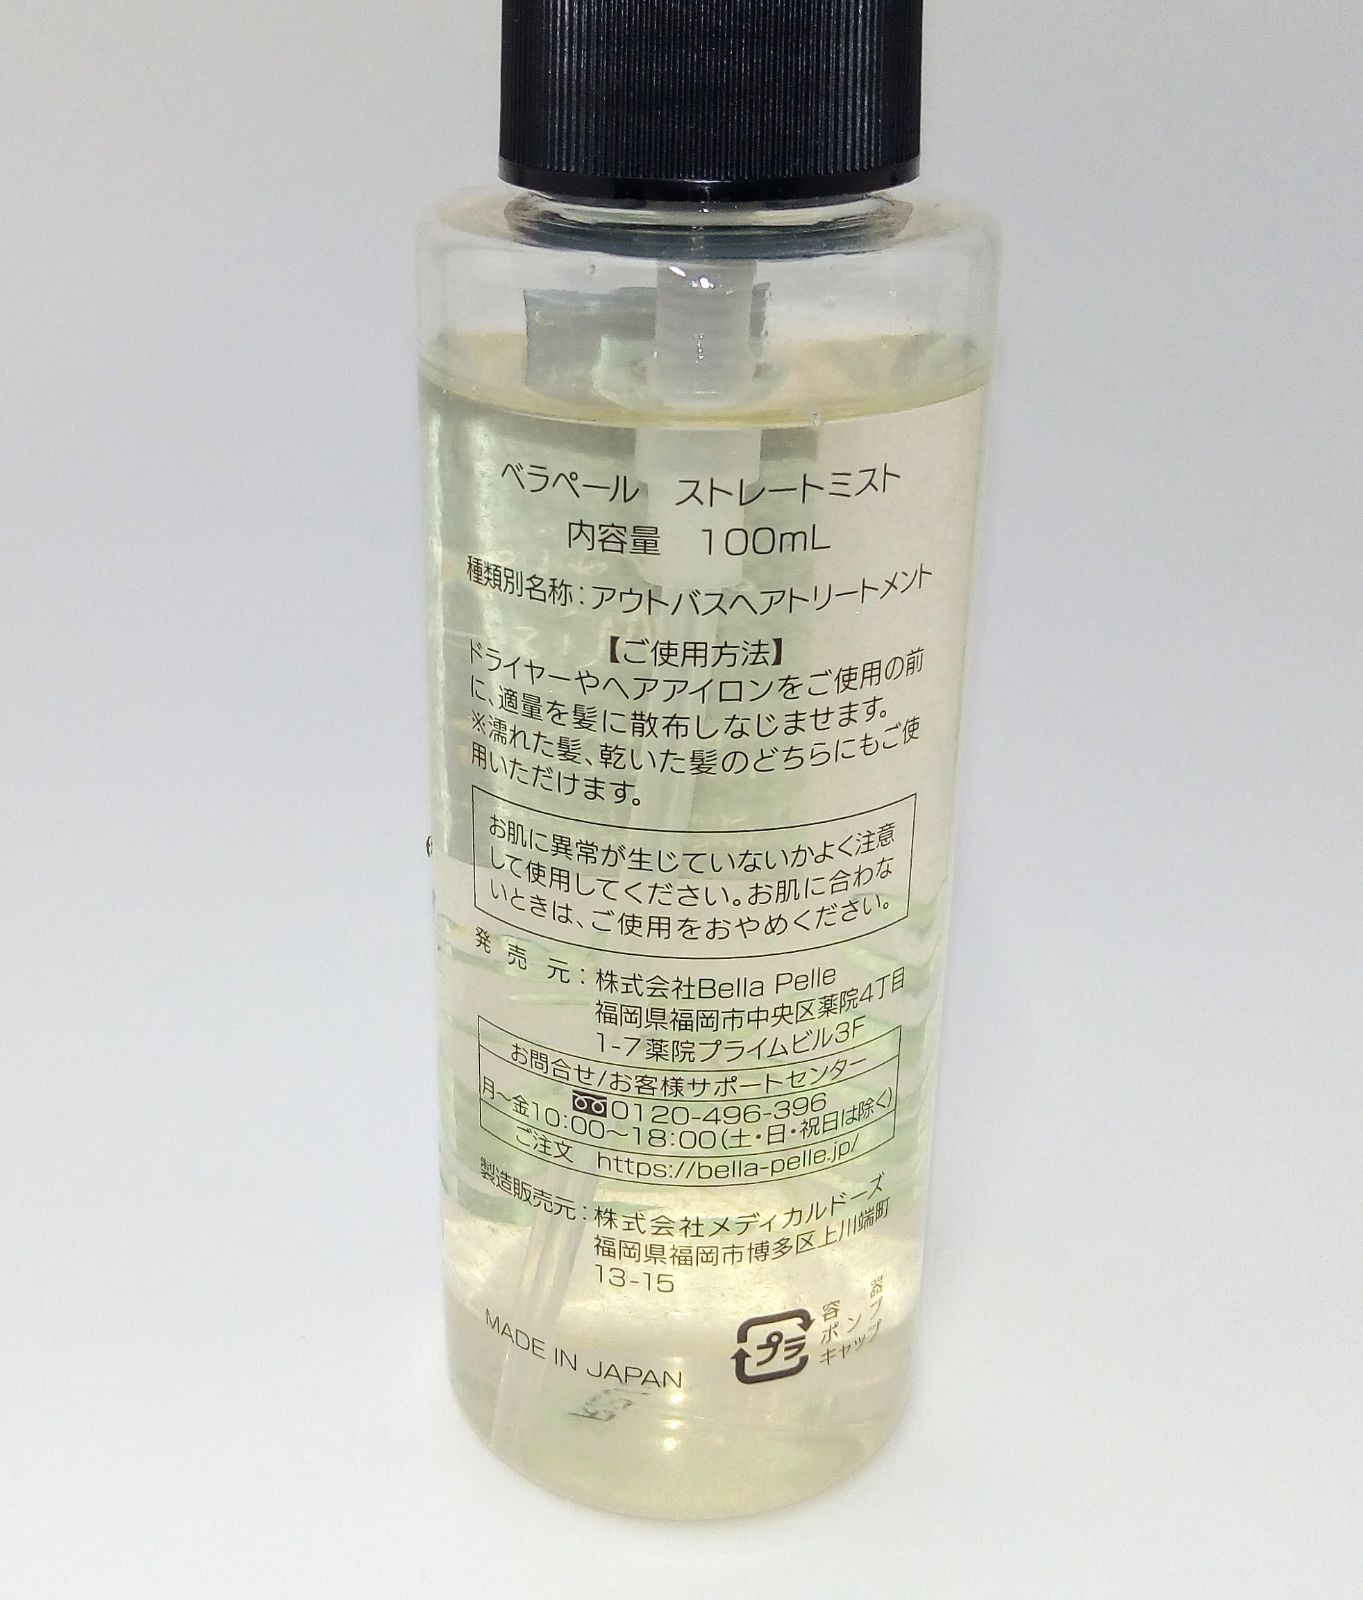 ベラペール ストレートミスト
内容量 100mL
種類別名称：アウトバスヘアトリートメント
【ご使用方法】
ドライヤーやヘアアイロンをご使用の前
に、適量を髪に散布しなじませます。
※濡れた髪、乾いた髪のどちらにもご使
用いただけます。
お肌に異常が生じていないかよく注意
して使用してください。お肌に合わな
いときは、ご使用をおやめください。
発売元：株式会社Bella Pelle
福岡県福岡市中央区薬院4丁目
1-7薬院プライムビル3F
お問合せ/お客様サポートセンター
0120-496-396
月～金10:00～18:00(土・日・祝日は除く)
ご注文 https://bella-pelle.jp/
製造販売元：株式会社メディカルドーズ
福岡県福岡市博多区上川端町
13-15
MADE IN JAPAN
プラ
容器
ポンプ
キャップ